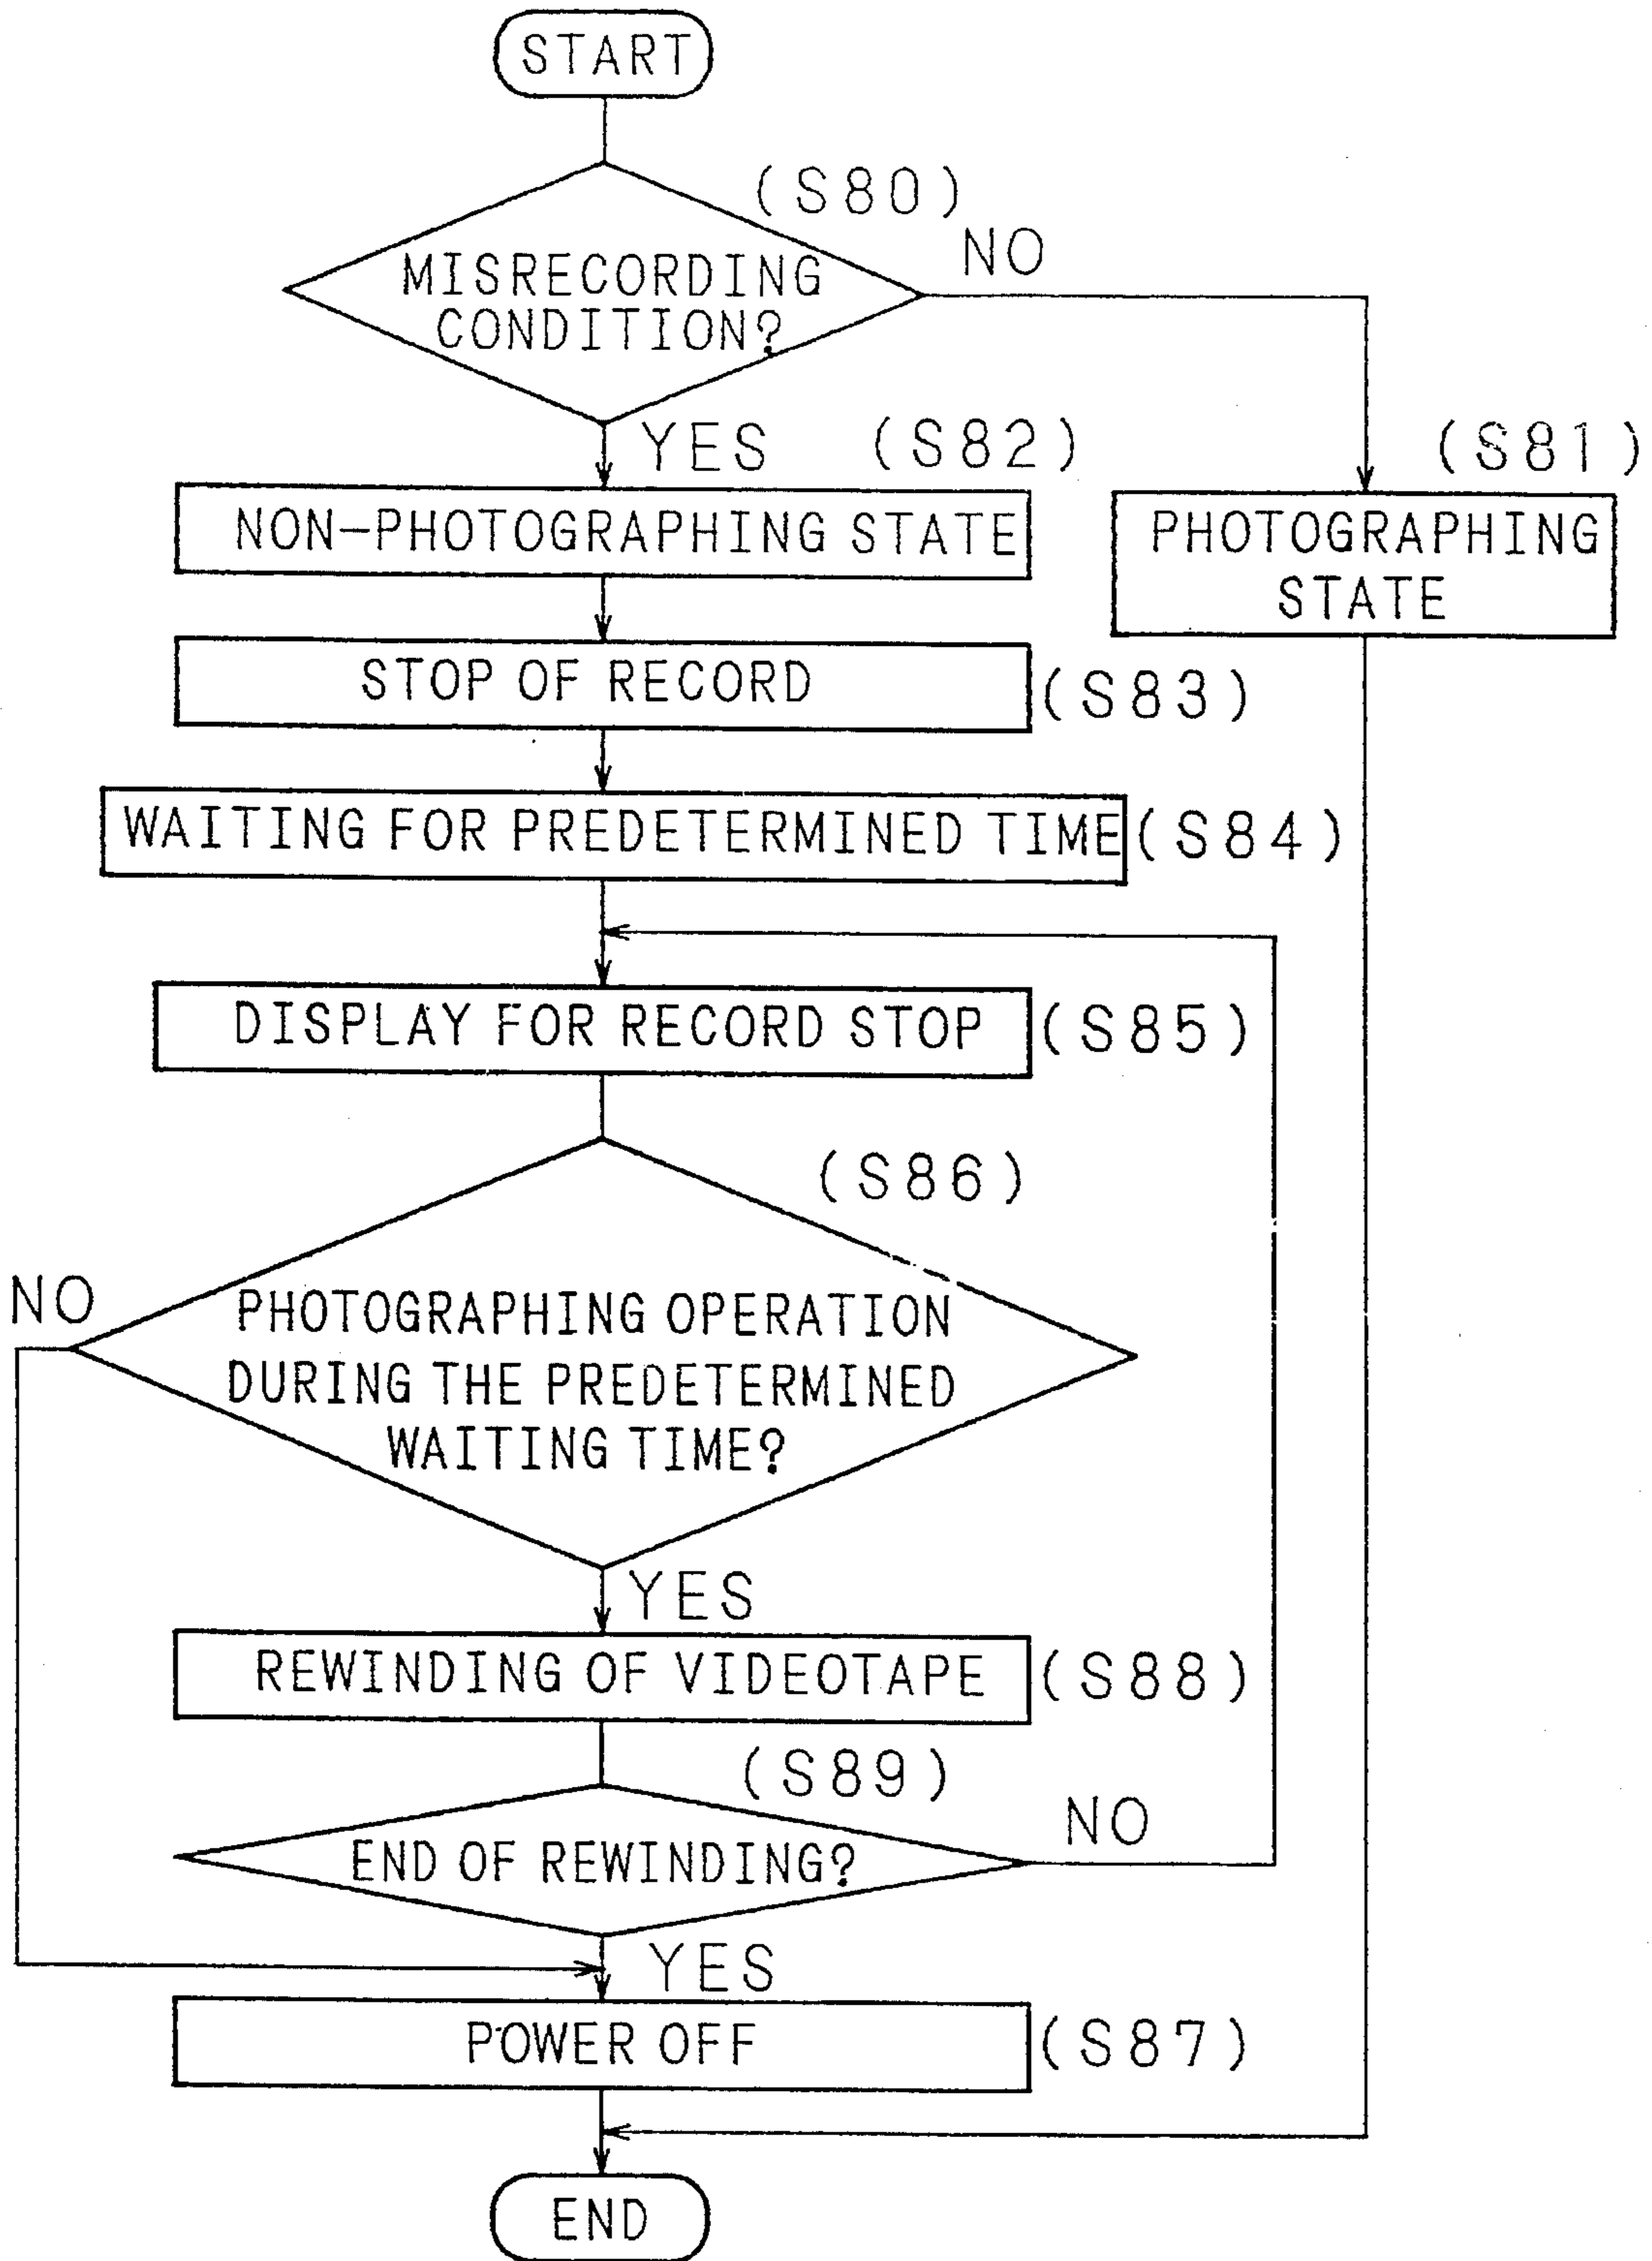 START
(S80)
MISRECORDING
CONDITION?
NO
YES
(S82)
(S81)
NON-PHOTOGRAPHING STATE
PHOTOGRAPHING
STATE
STOP OF RECORD
(S83)
WAITING FOR PREDETERMINED TIME
(S84)
DISPLAY FOR RECORD STOP
(S85)
(S86)
NO
PHOTOGRAPHING OPERATION
DURING THE PREDETERMINED
WAITING TIME?
YES
REWINDING OF VIDEOTAPE
(S88)
(S89)
END OF REWINDING?
NO
YES
POWER OFF
(S87)
END